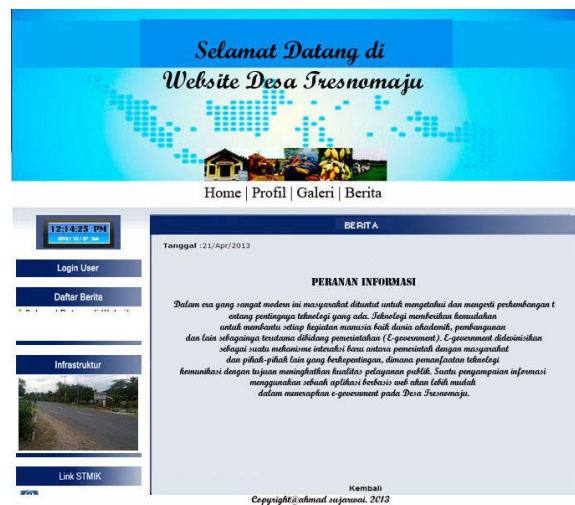 Selamat Datang di
Website Desa Tresnomaju
Home | Profil | Galeri | Berita
12:14:25 PM
Login User
Daftar Berita
Infrastruktur
Link STMIK
BERITA
Tanggal :21/Apr/2013
PERANAN INFORMASI
Dalam era yang sangat modern ini masyarakat dituntut untuk mengetahui dan mengerti perkembangan t
entang pentingnya teknologi yang ada. Teknologi memberikan kemudahan
untuk membantu setiap kegiatan manusia baik dunia akademik, pembangunan
dan lain sebagainya terutama dibidang pemerintahan (E-government). E-government didevinisikan
sebagai suatu mekanisme interaksi baru antara pemerintah dengan masyarakat
dan pihak-pihak lain yang berkepentingan, dimana pemanfaatan teknologi
komunikasi dengan tujuan meningkatkan kualitas pelayanan publik. Suatu penyampaian informasi
menggunakan sebuah aplikasi berbasis web akan lebih mudah
dalam menerapkan e-government pada Desa Tresnomaju.
Kembali
Copyright@ahmad sujarwai. 2013